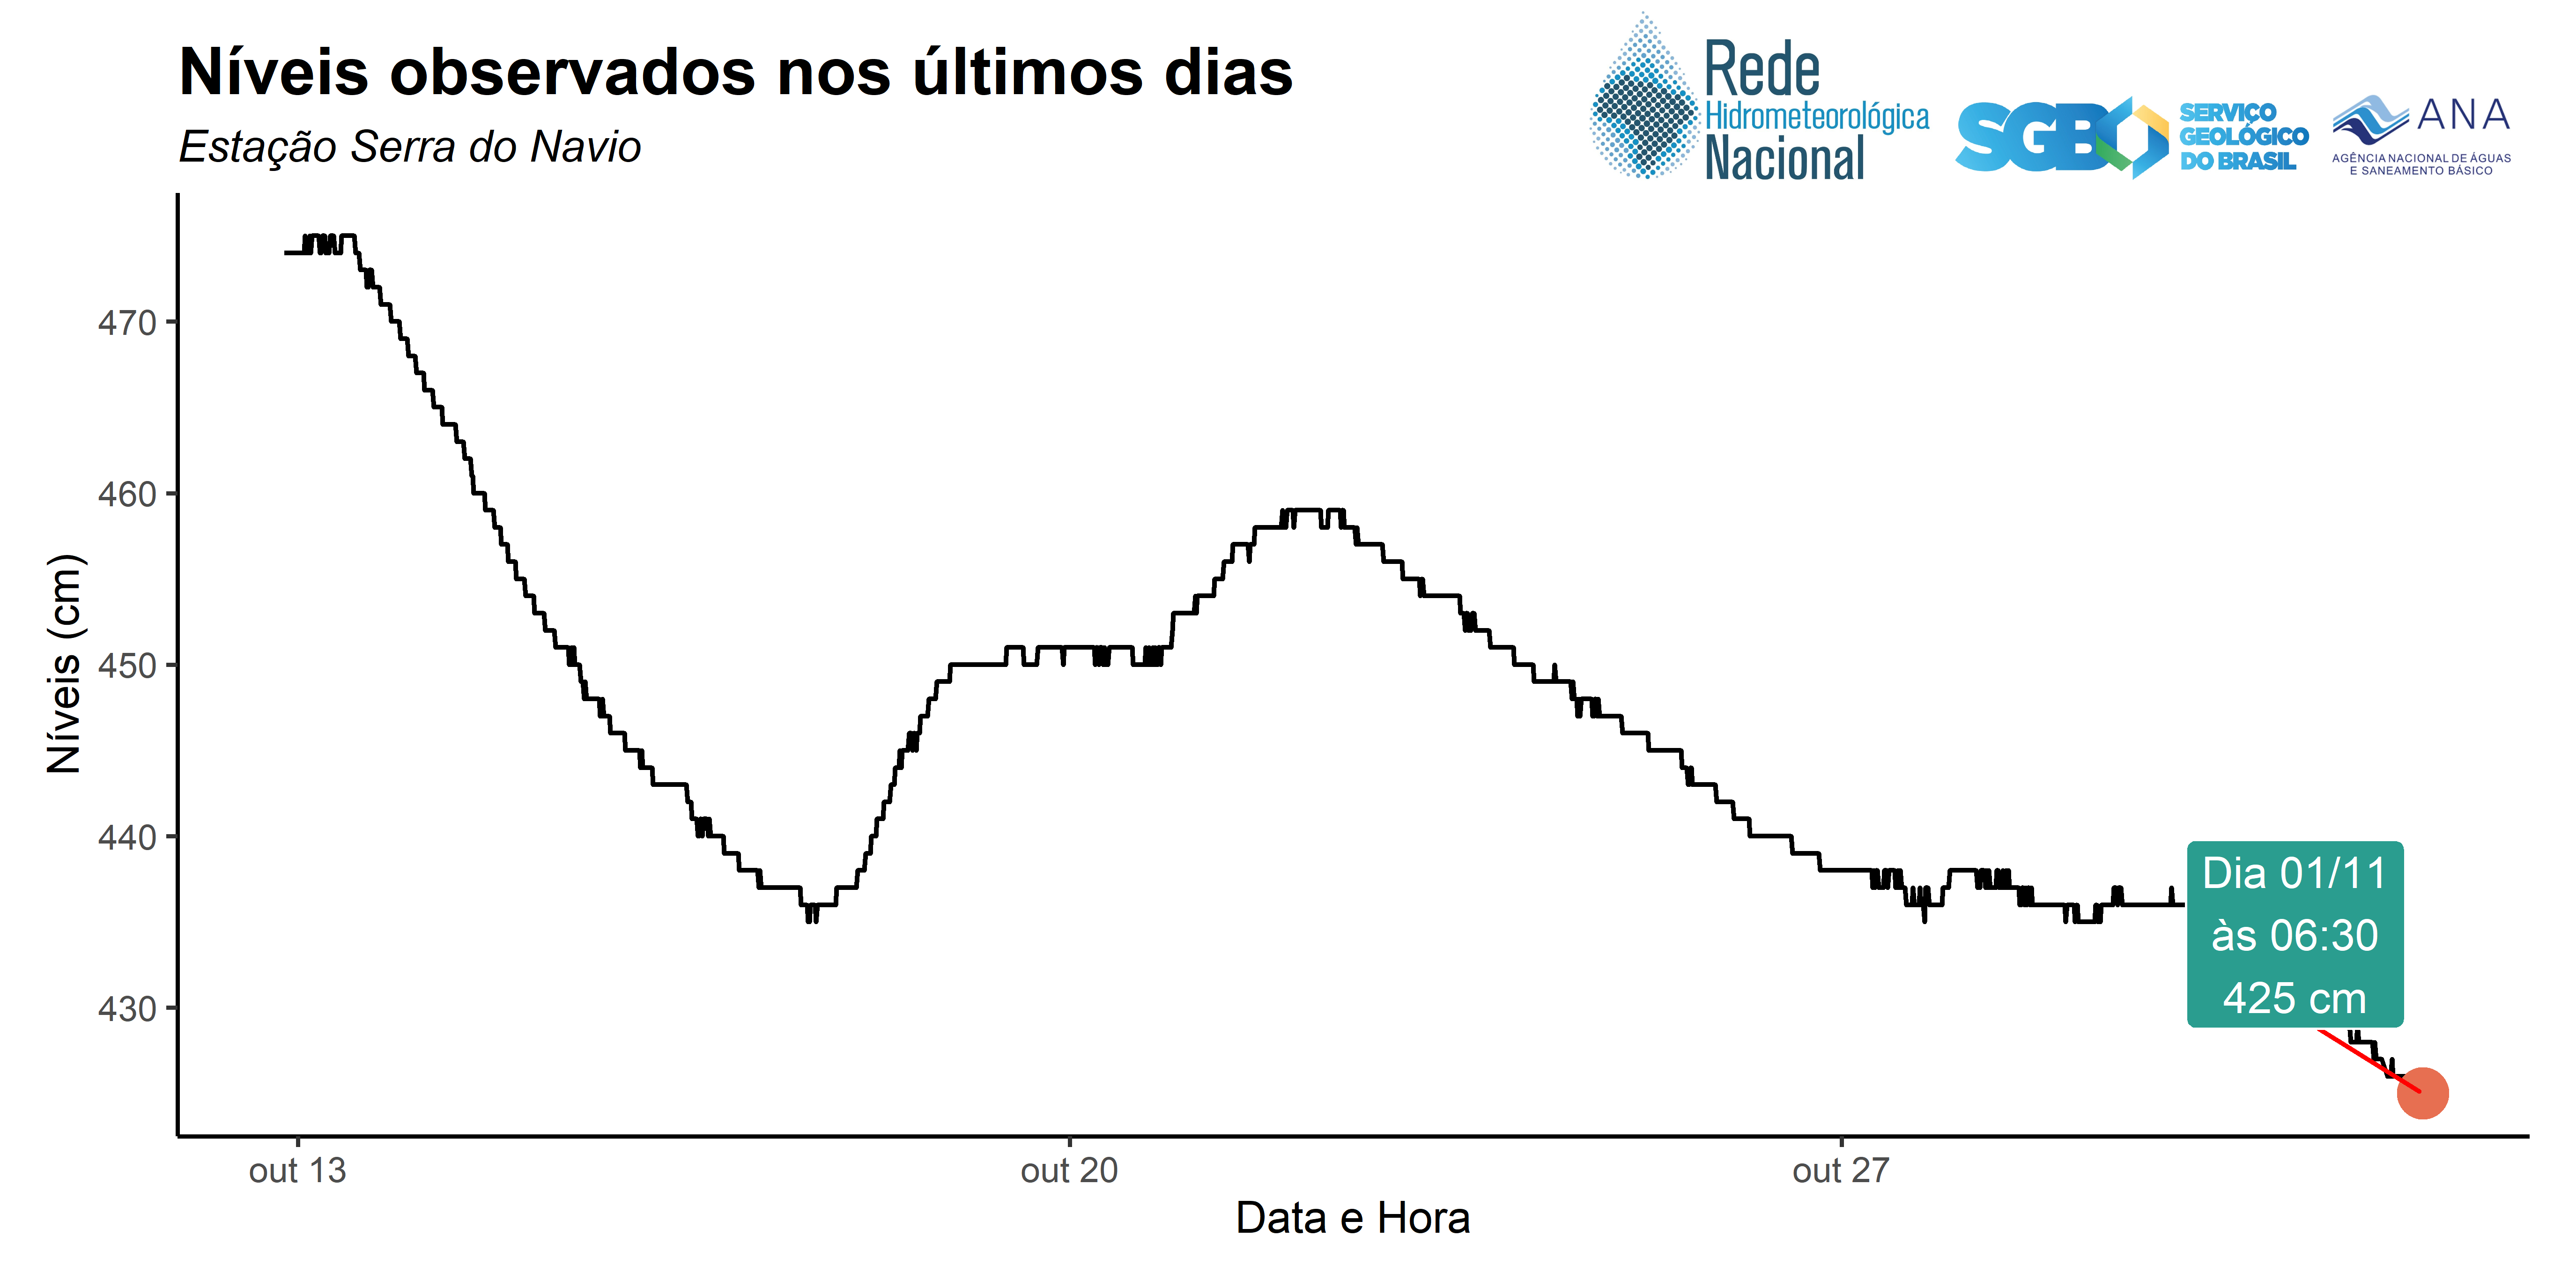 Níveis observados nos últimos dias
Estação Serra do Navio
Rede
Hidrometeorológica
Nacional
SGB
SERVIÇO
GEOLÓGICO
DO BRASIL
ANA
AGÊNCIA NACIONAL DE ÁGUAS
E SANEAMENTO BÁSICO
Níveis (cm)
470
460
450
440
430
Dia 01/11
às 06:30
425 cm
out 13
out 20
out 27
Data e Hora